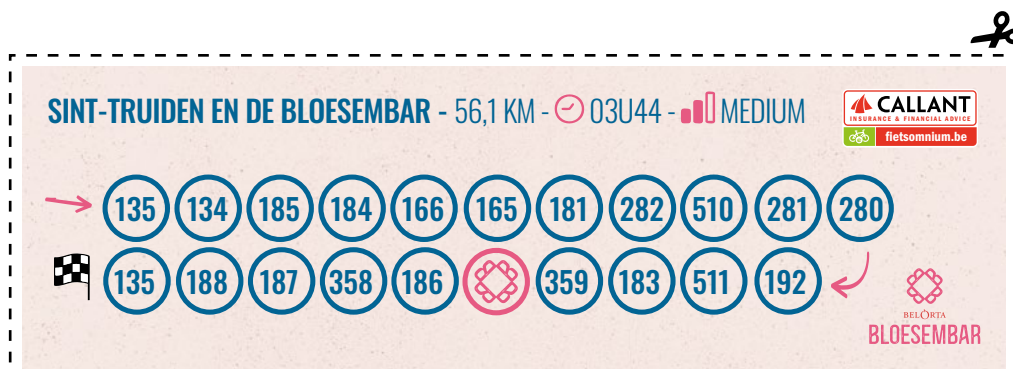 SINT-TRUIDEN EN DE BLOESEMBAR - 56,1 KM - 03U44 - MEDIUM
CALLANT
INSURANCE & FINANCIAL ADVICE
fietsomnium.be
135 134 185 184 166 165 181 282 510 281 280
135 188 187 358 186 359 183 511 192
BELORTA
BLOESEMBAR